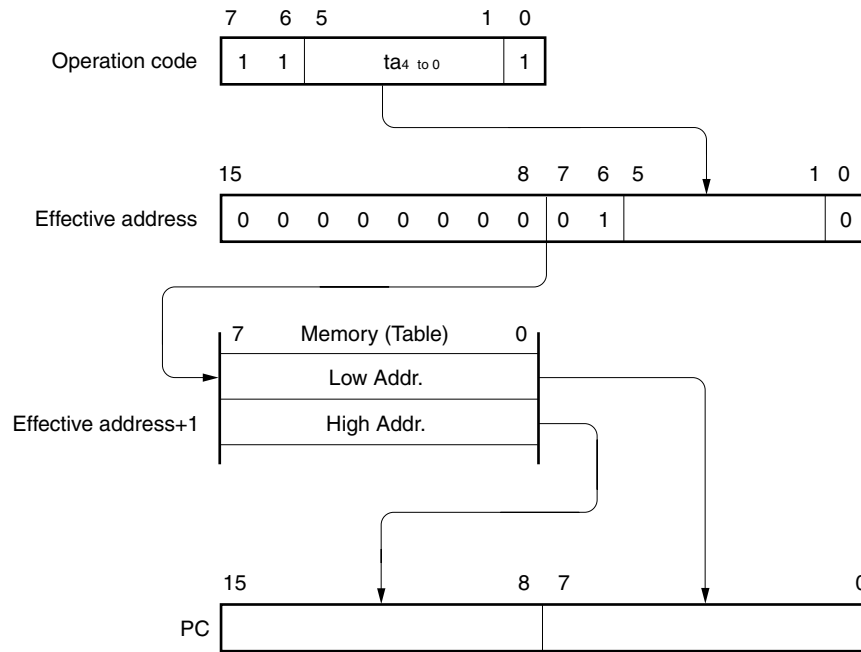 7 6 5 1 0
Operation code 1 1 ta4 to 0 1
15 8 7 6 5 1 0
Effective address 0 0 0 0 0 0 0 0 0 1 0
7 Memory (Table) 0
Low Addr.
Effective address+1 High Addr.
15 8 7 0
PC